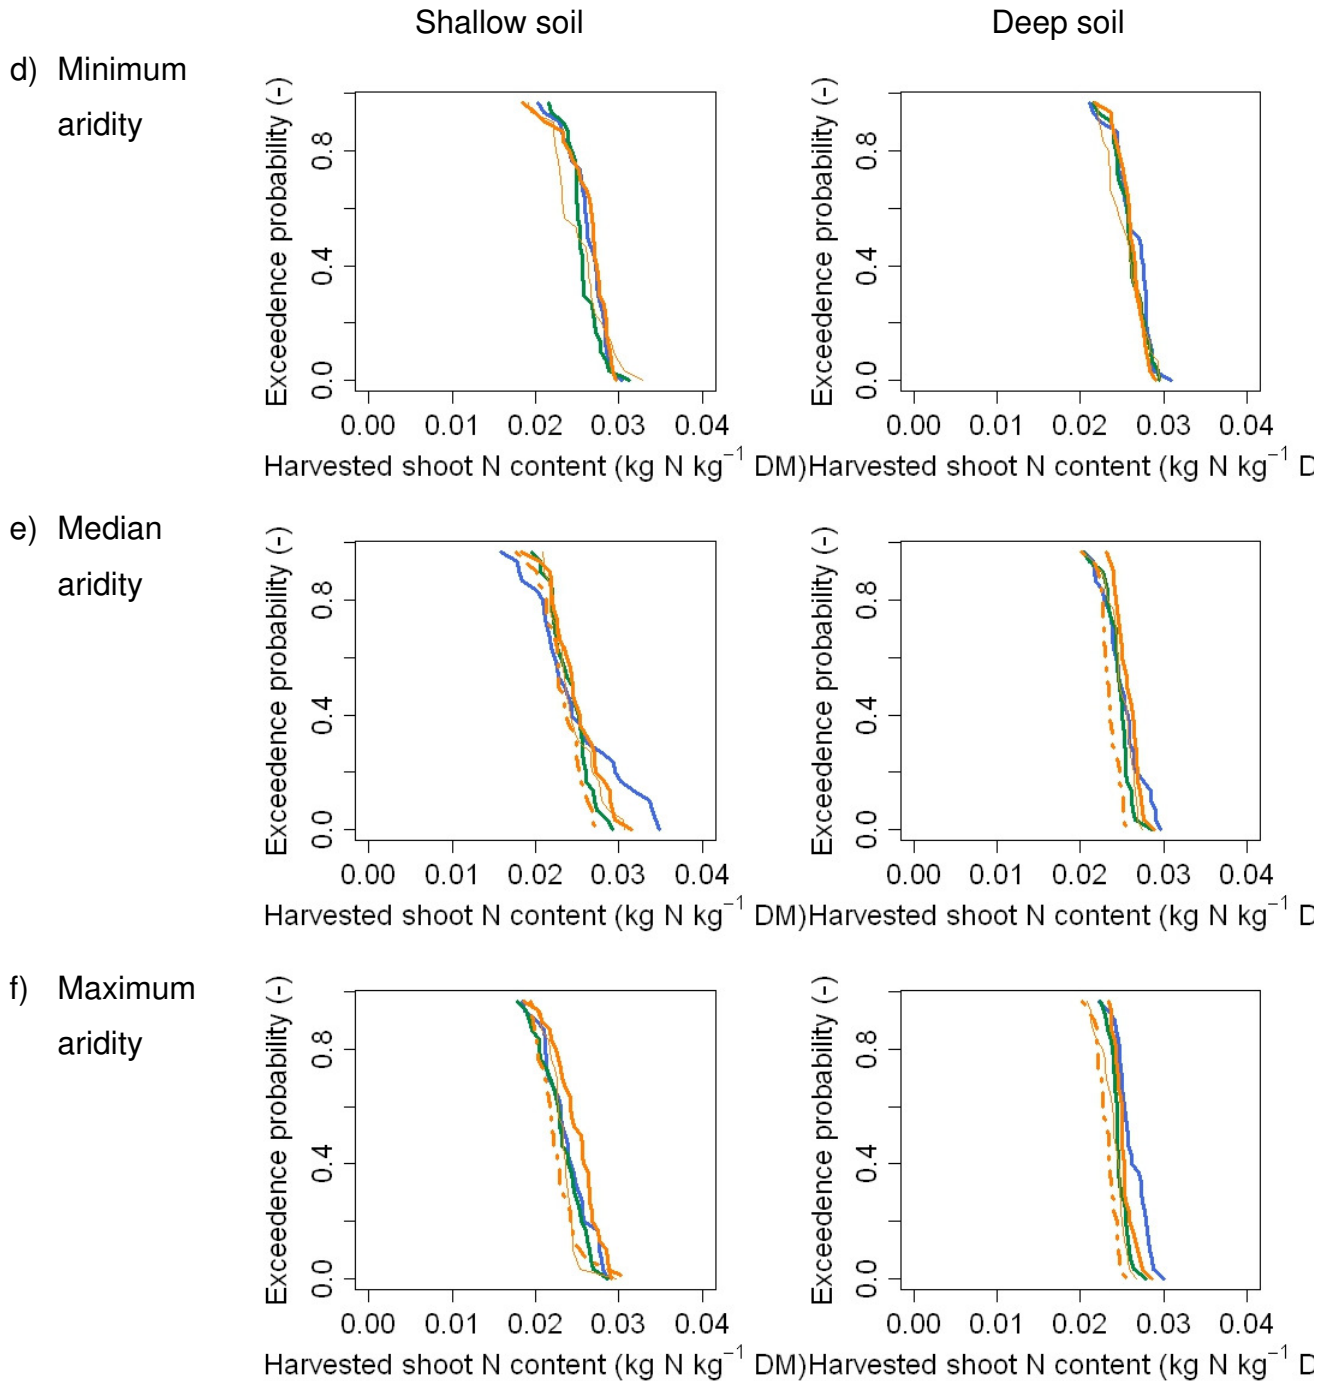 Shallow soil Deep soil
d) Minimum aridity
Exceedence probability (-)
0.0 0.4 0.8
0.00 0.01 0.02 0.03 0.04
Harvested shoot N content (kg N kg⁻¹ DM)
Exceedence probability (-)
0.0 0.4 0.8
0.00 0.01 0.02 0.03 0.04
Harvested shoot N content (kg N kg⁻¹ D
e) Median aridity
Exceedence probability (-)
0.0 0.4 0.8
0.00 0.01 0.02 0.03 0.04
Harvested shoot N content (kg N kg⁻¹ DM)
Exceedence probability (-)
0.0 0.4 0.8
0.00 0.01 0.02 0.03 0.04
Harvested shoot N content (kg N kg⁻¹ D
f) Maximum aridity
Exceedence probability (-)
0.0 0.4 0.8
0.00 0.01 0.02 0.03 0.04
Harvested shoot N content (kg N kg⁻¹ DM)
Exceedence probability (-)
0.0 0.4 0.8
0.00 0.01 0.02 0.03 0.04
Harvested shoot N content (kg N kg⁻¹ D